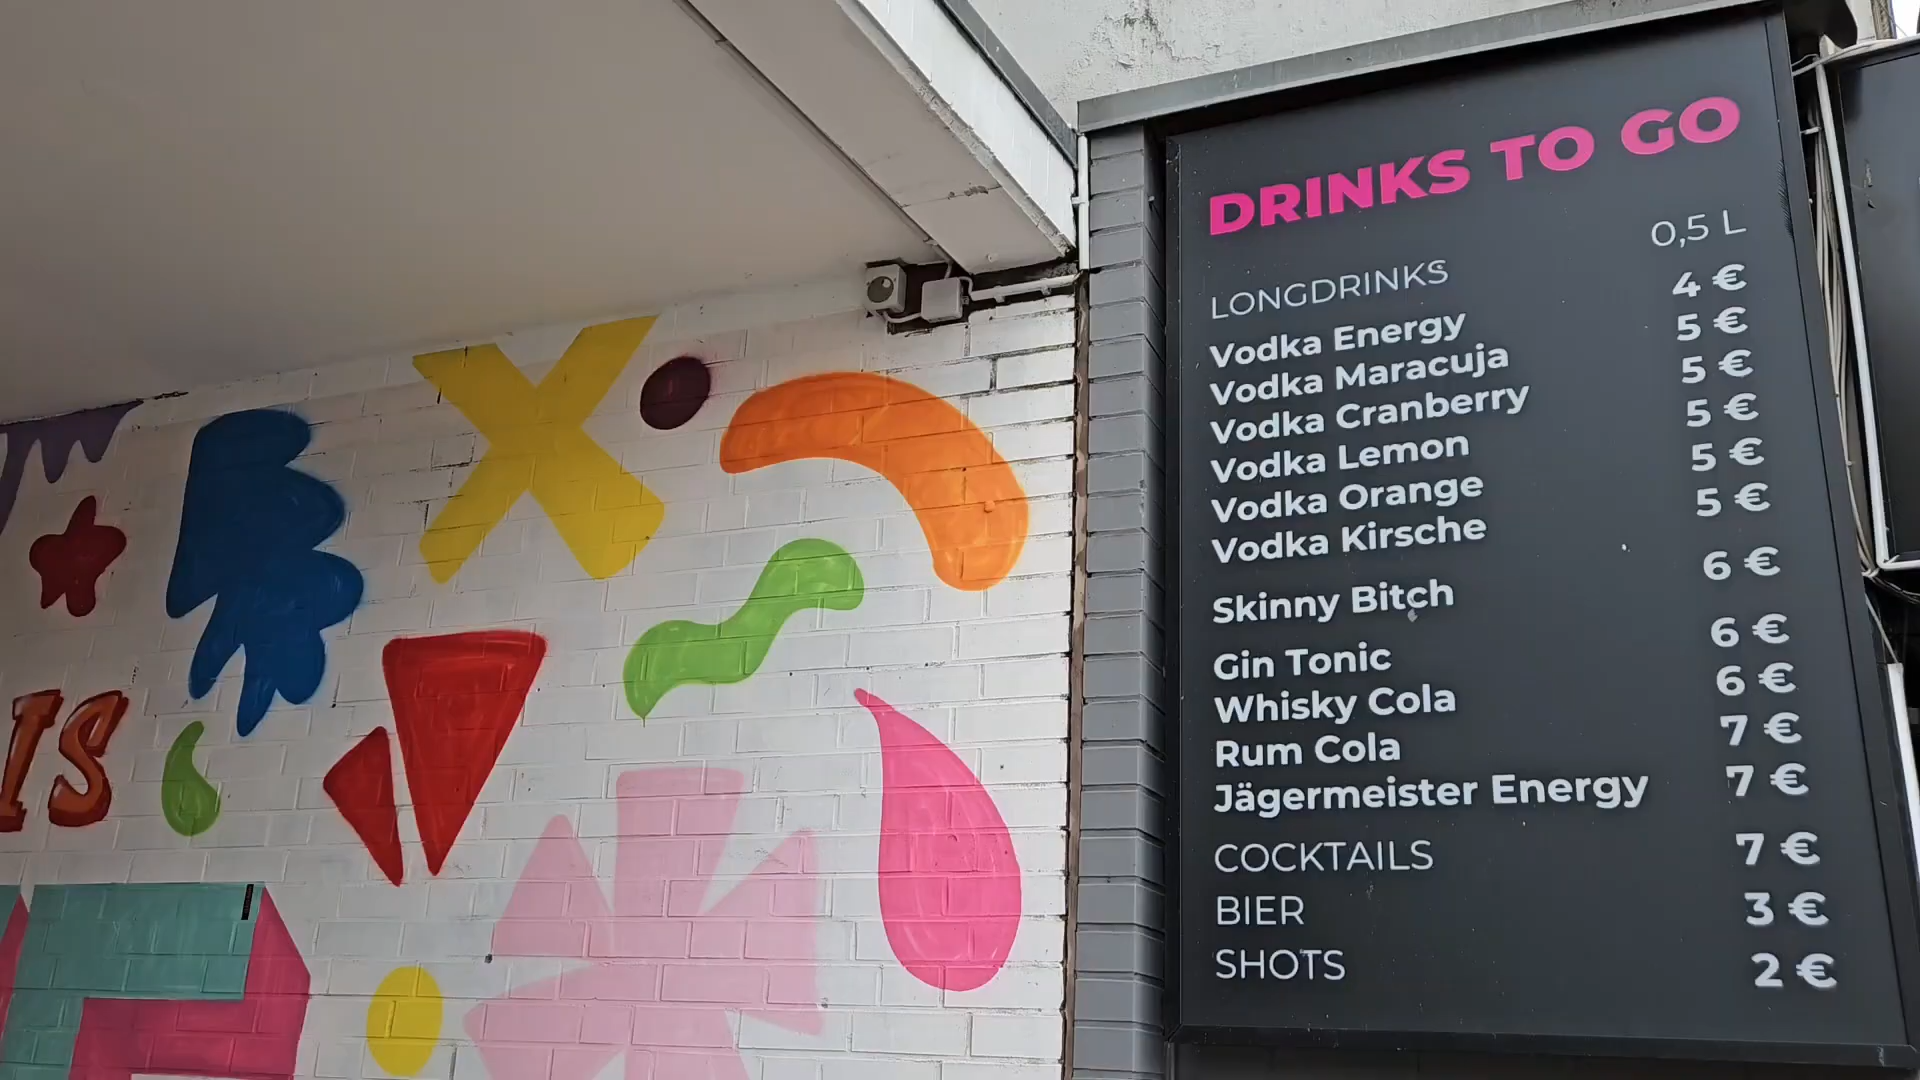 DRINKS TO GO
0,5 L
LONGDRINKS
Vodka Energy 4 €
Vodka Maracuja 5 €
Vodka Cranberry 5 €
Vodka Lemon 5 €
Vodka Orange 5 €
Vodka Kirsche 5 €
Skinny Bitch 6 €
Gin Tonic 6 €
Whisky Cola 6 €
Rum Cola 7 €
Jägermeister Energy 7 €
COCKTAILS 7 €
BIER 3 €
SHOTS 2 €
IS